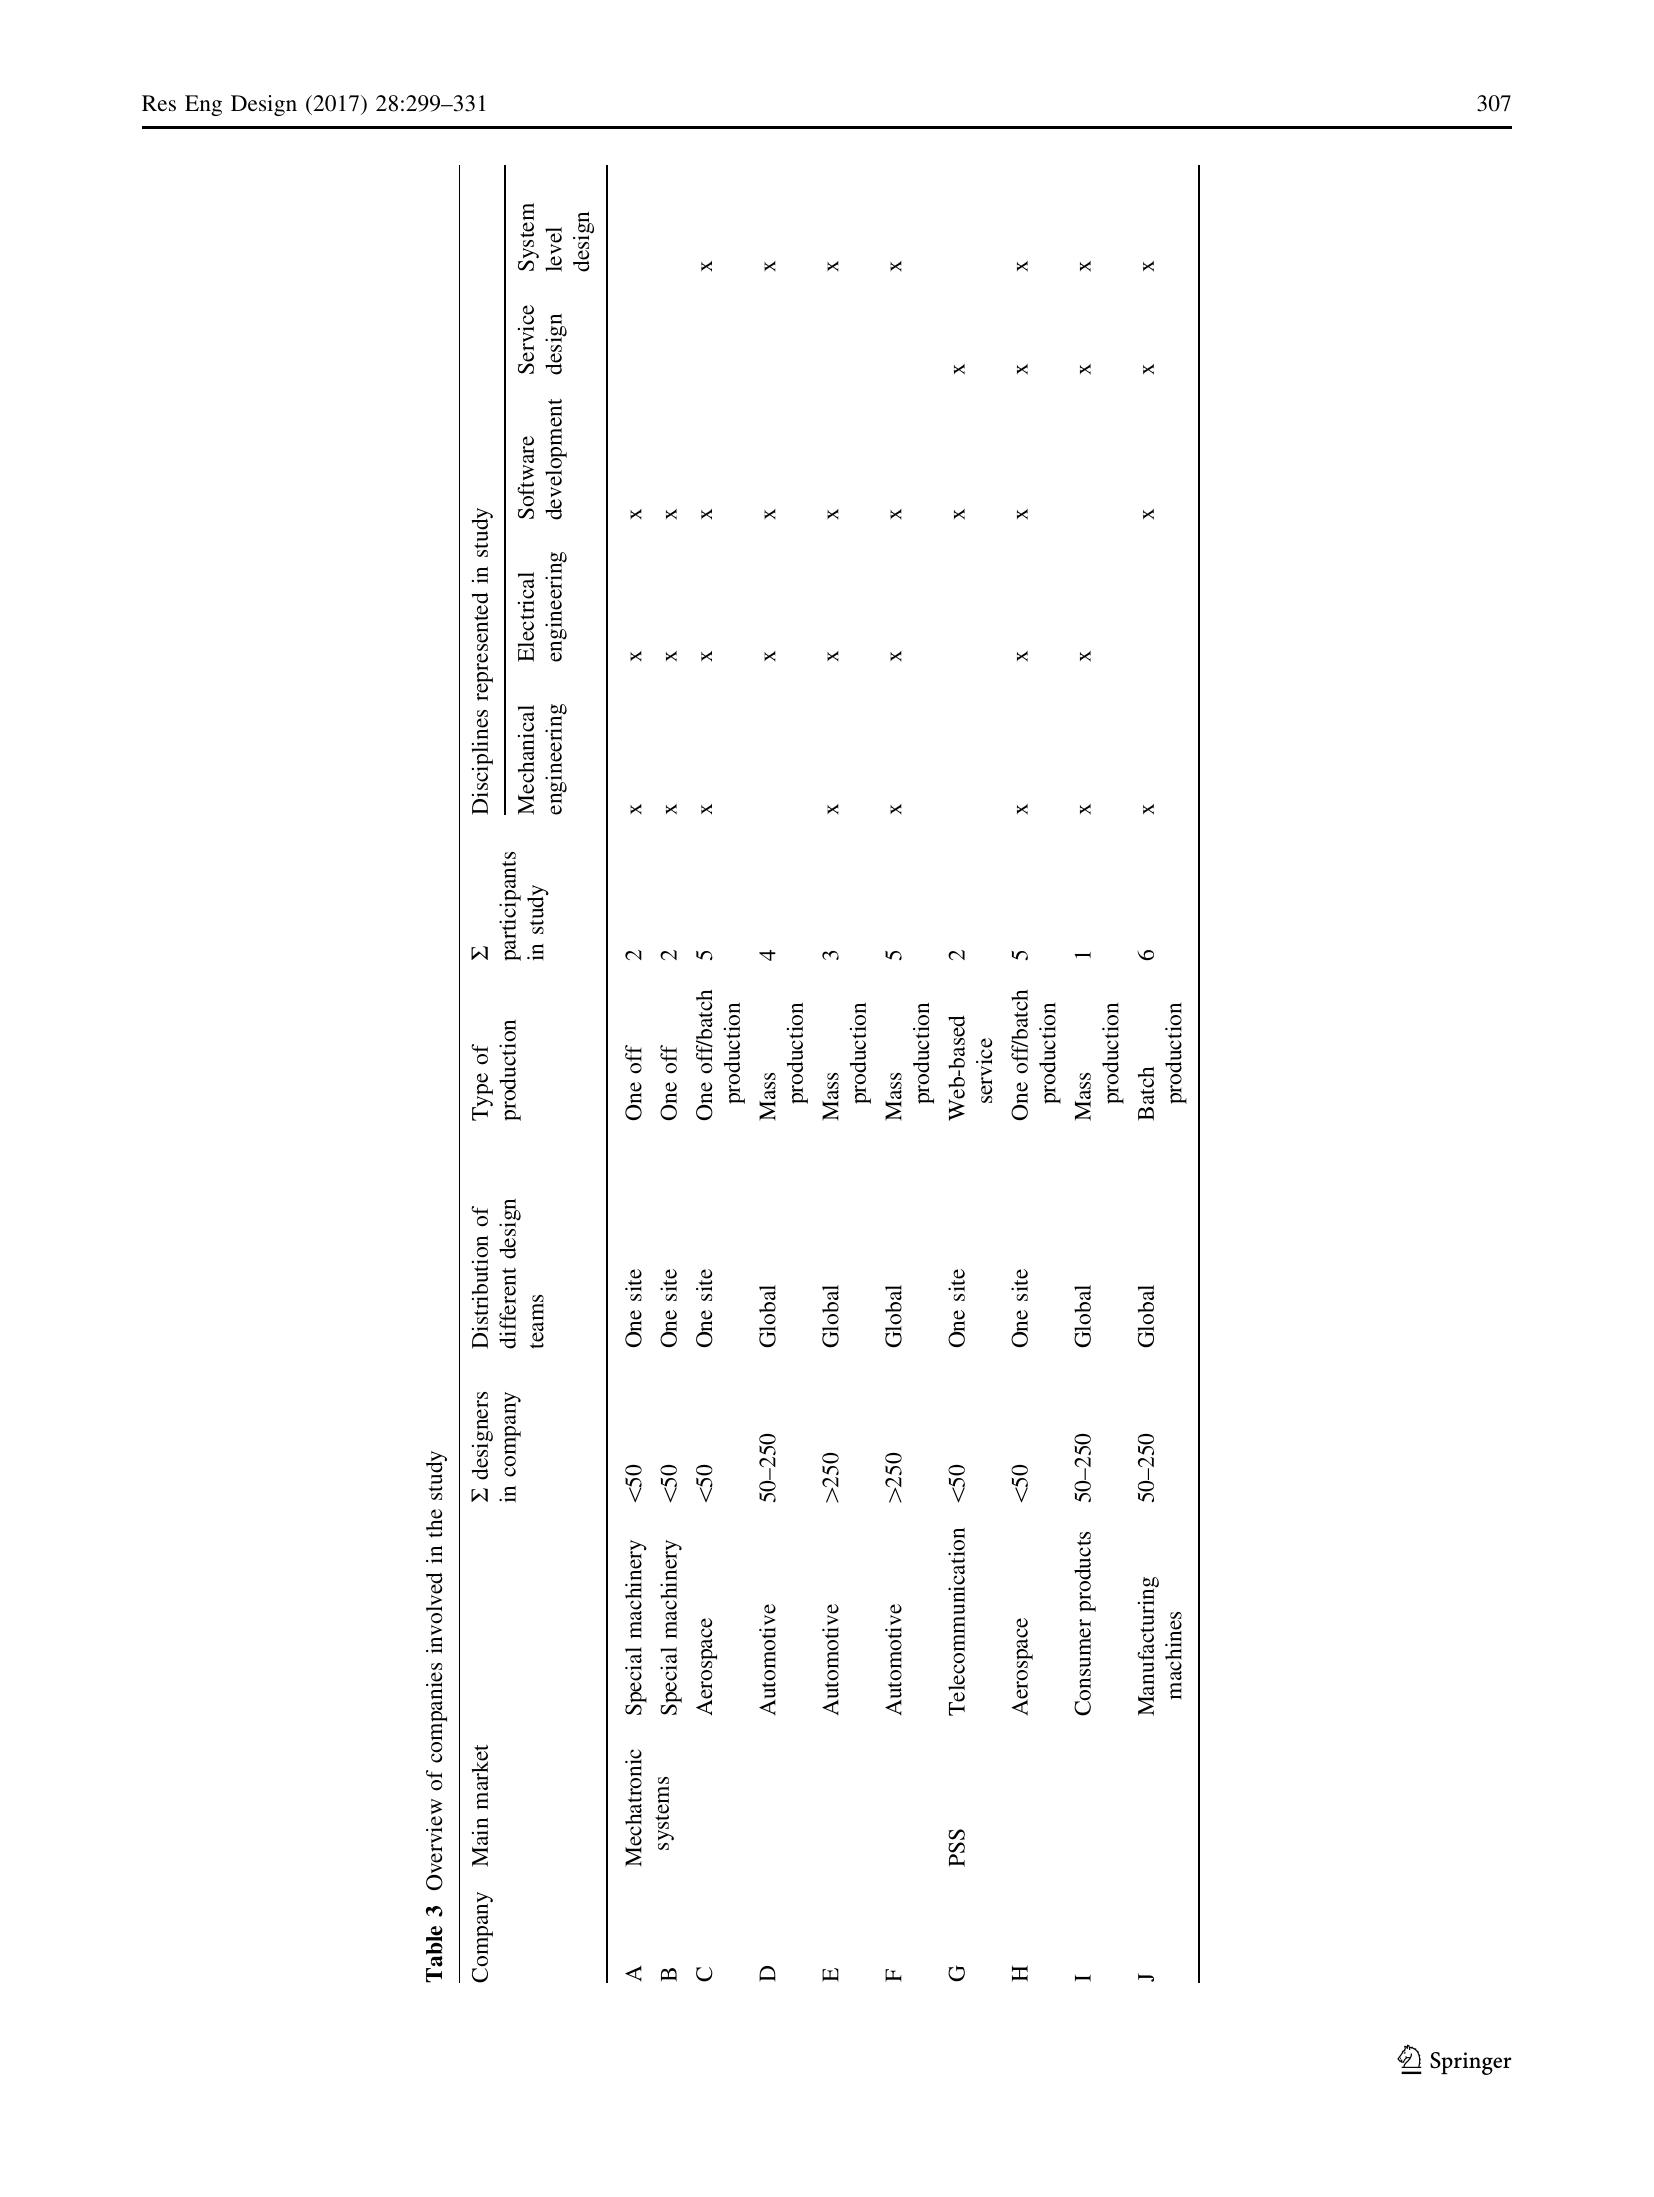 Res Eng Design (2017) 28:299–331 307
Table 3 Overview of companies involved in the study
Company Main market Σ designers in company Distribution of different design teams Type of production Σ participants in study Disciplines represented in study
Mechanical engineering Electrical engineering Software development Service design System level design
A Mechatronic systems Special machinery <50 One site One off 2 x x x
B Special machinery <50 One site One off 2 x x x
C Aerospace <50 One site One off/batch production 5 x x x x
D Automotive 50–250 Global Mass production 4 x x x
E Automotive >250 Global Mass production 3 x x x x
F Automotive >250 Global Mass production 5 x x x x
G PSS Telecommunication <50 One site Web-based service 2 x x
H Aerospace <50 One site One off/batch production 5 x x x x x
I Consumer products 50–250 Global Mass production 1 x x x x
J Manufacturing machines 50–250 Global Batch production 6 x x x x
Springer